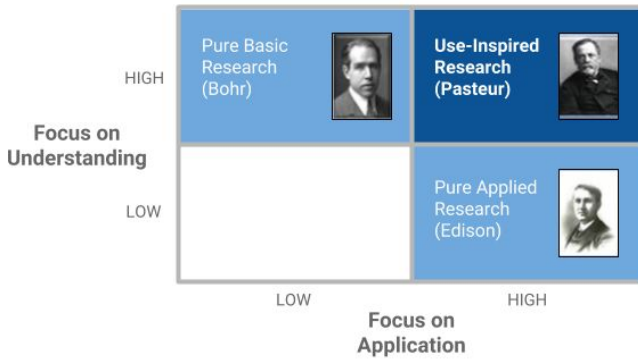 Pure Basic
Research
(Bohr)
Use-Inspired
Research
(Pasteur)
HIGH
Focus on
Understanding
LOW
Pure Applied
Research
(Edison)
LOW
HIGH
Focus on
Application